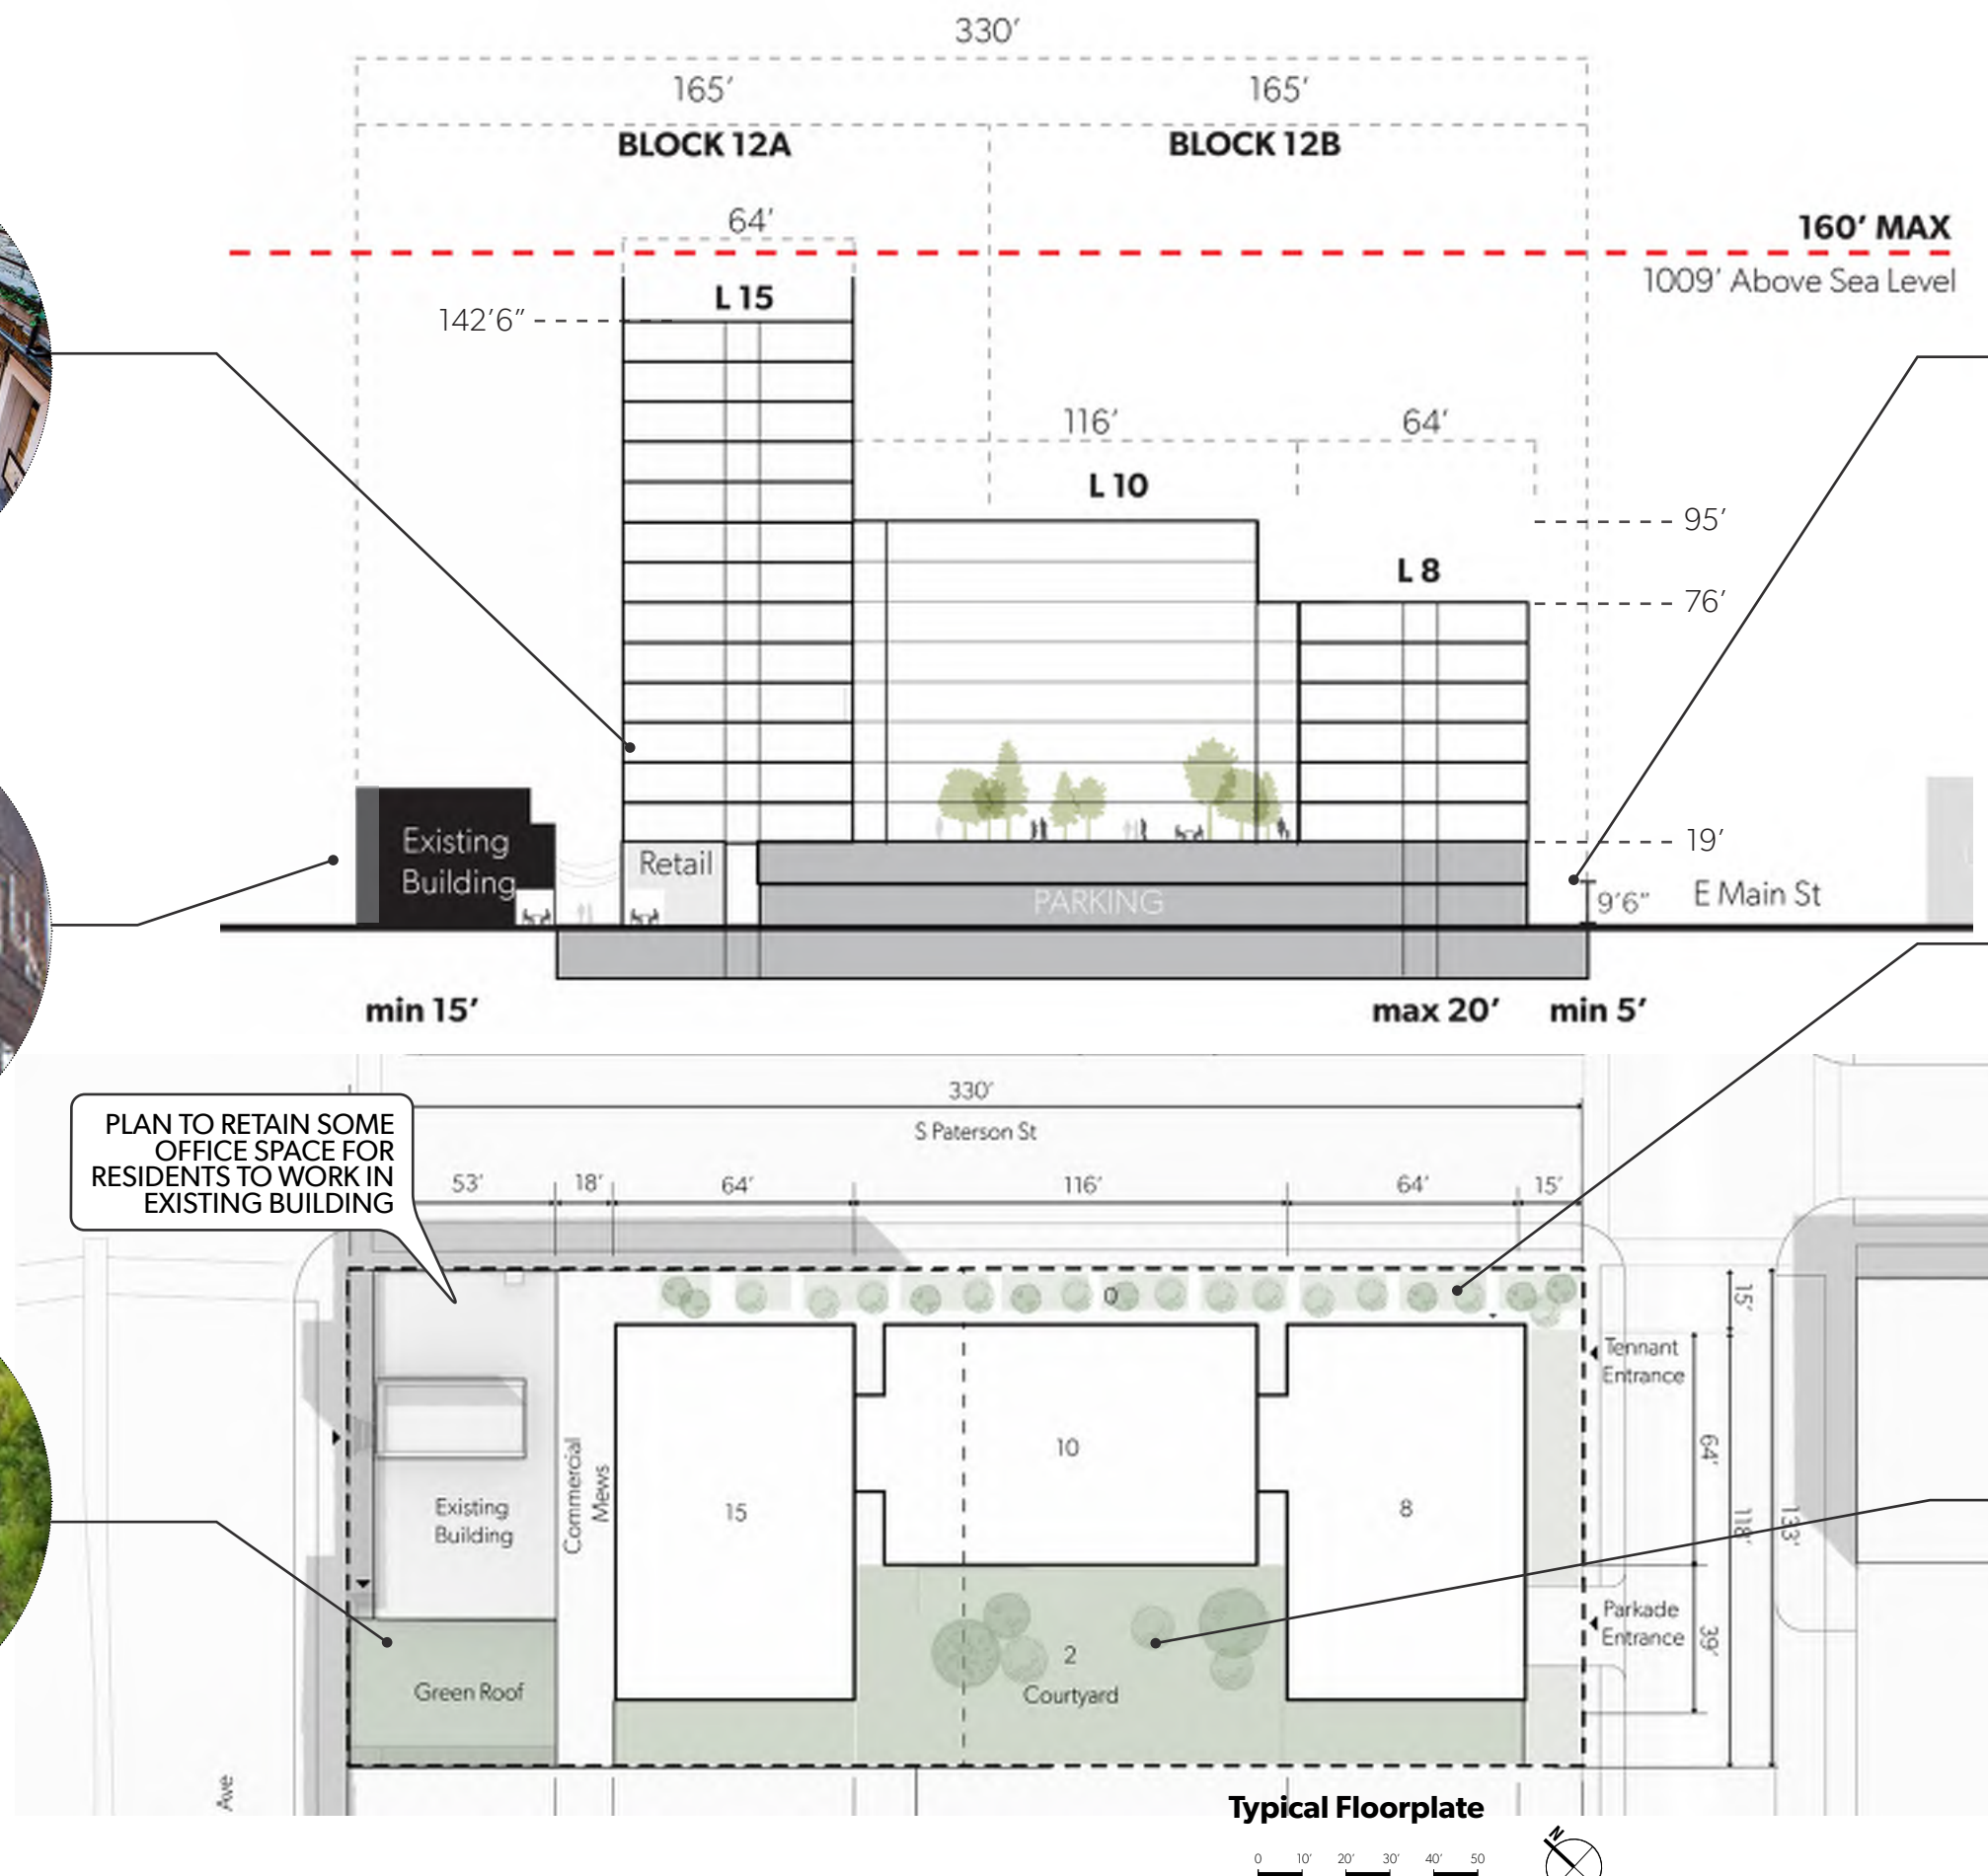 330'
165'
165'
BLOCK 12A
BLOCK 12B
64'
160' MAX
1009' Above Sea Level
L 15
142'6"
116'
64'
L 10
95'
L 8
76'
Existing
Building
Retail
19'
PARKING
9'6"
E Main St
min 15'
max 20'
min 5'
330'
S Paterson St
PLAN TO RETAIN SOME
OFFICE SPACE FOR
RESIDENTS TO WORK IN
EXISTING BUILDING
53'
18'
64'
116'
64'
15'
0
15'
Tennant
Entrance
10
64'
Commercial
Mews
Existing
Building
15
8
118'
133'
Parkade
Entrance
39'
2
Courtyard
Green Roof
Ave
Typical Floorplate
N
0 10' 20' 30' 40' 50